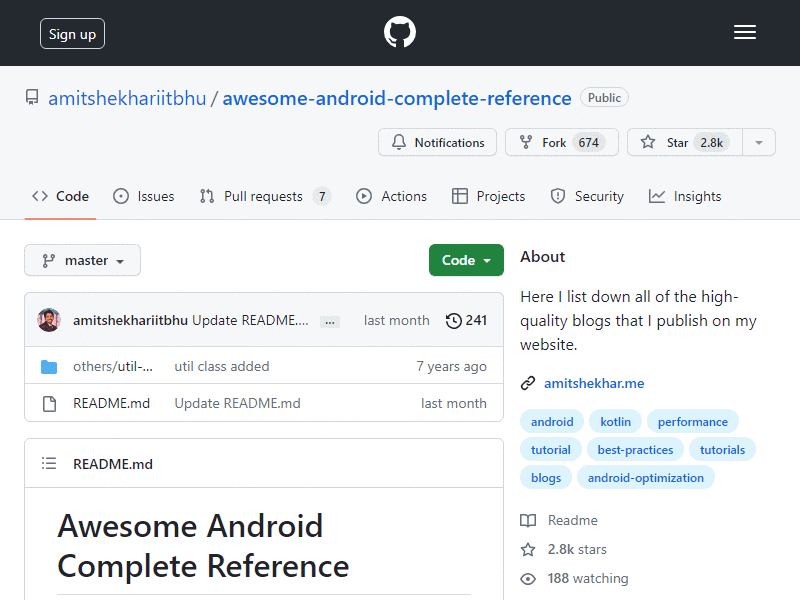 Sign up
amitshekhariitbhu / awesome-android-complete-reference Public
Notifications Fork 674 Star 2.8k
Code Issues Pull requests 7 Actions Projects Security Insights
master Code
amitshekhariitbhu Update README.… ... last month 241
others/util-… util class added 7 years ago
README.md Update README.md last month
README.md
Awesome Android
Complete Reference
About
Here I list down all of the high-
quality blogs that I publish on my
website.
amitshekhar.me
android kotlin performance
tutorial best-practices tutorials
blogs android-optimization
Readme
2.8k stars
188 watching